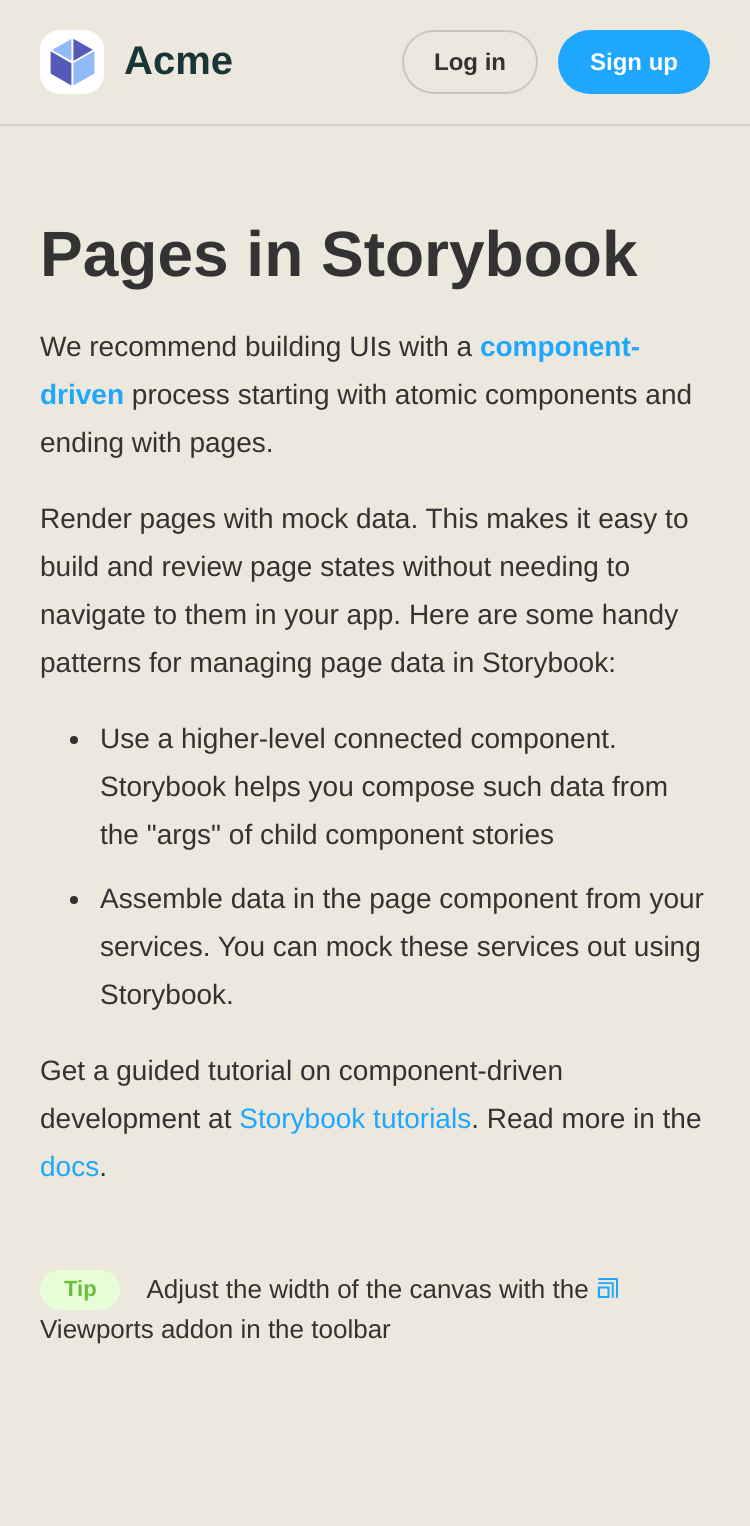 Acme
Log in
Sign up
Pages in Storybook
We recommend building UIs with a component-
driven process starting with atomic components and
ending with pages.
Render pages with mock data. This makes it easy to
build and review page states without needing to
navigate to them in your app. Here are some handy
patterns for managing page data in Storybook:
• Use a higher-level connected component.
Storybook helps you compose such data from
the "args" of child component stories
• Assemble data in the page component from your
services. You can mock these services out using
Storybook.
Get a guided tutorial on component-driven
development at Storybook tutorials. Read more in the
docs.
Tip Adjust the width of the canvas with the
Viewports addon in the toolbar